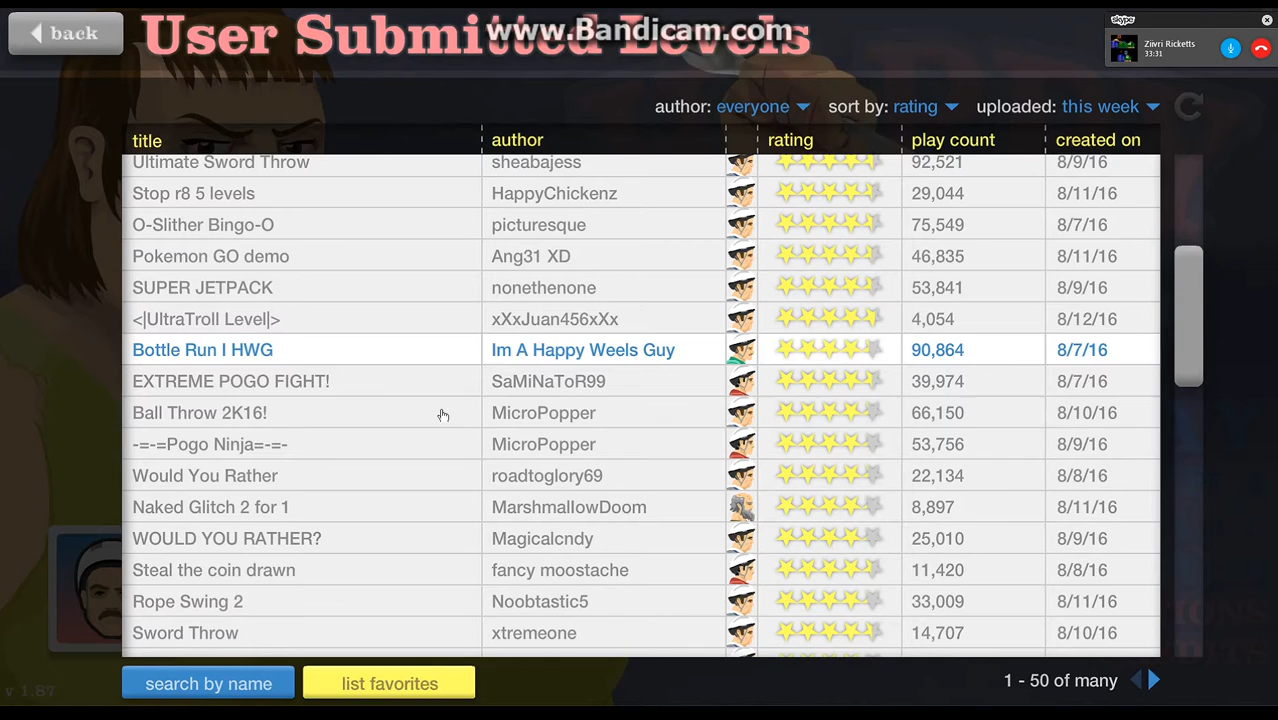 back
User Submitted Levels
www.Bandicam.com
skype
Ziivri Ricketts
33:31
author: everyone sort by: rating uploaded: this week
title author rating play count created on
Ultimate Sword Throw sheabajess 92,521 8/9/16
Stop r8 5 levels HappyChickenz 29,044 8/11/16
O-Slither Bingo-O picturesque 75,549 8/7/16
Pokemon GO demo Ang31 XD 46,835 8/11/16
SUPER JETPACK nonethenone 53,841 8/9/16
<|UltraTroll Level|> xXxJuan456xXx 4,054 8/12/16
Bottle Run I HWG Im A Happy Weels Guy 90,864 8/7/16
EXTREME POGO FIGHT! SaMiNaToR99 39,974 8/7/16
Ball Throw 2K16! MicroPopper 66,150 8/10/16
-=-=Pogo Ninja=-=- MicroPopper 53,756 8/9/16
Would You Rather roadtoglory69 22,134 8/8/16
Naked Glitch 2 for 1 MarshmallowDoom 8,897 8/11/16
WOULD YOU RATHER? Magicalcndy 25,010 8/9/16
Steal the coin drawn fancy moostache 11,420 8/8/16
Rope Swing 2 Noobtastic5 33,009 8/11/16
Sword Throw xtremeone 14,707 8/10/16
search by name list favorites 1 - 50 of many
v 1.87